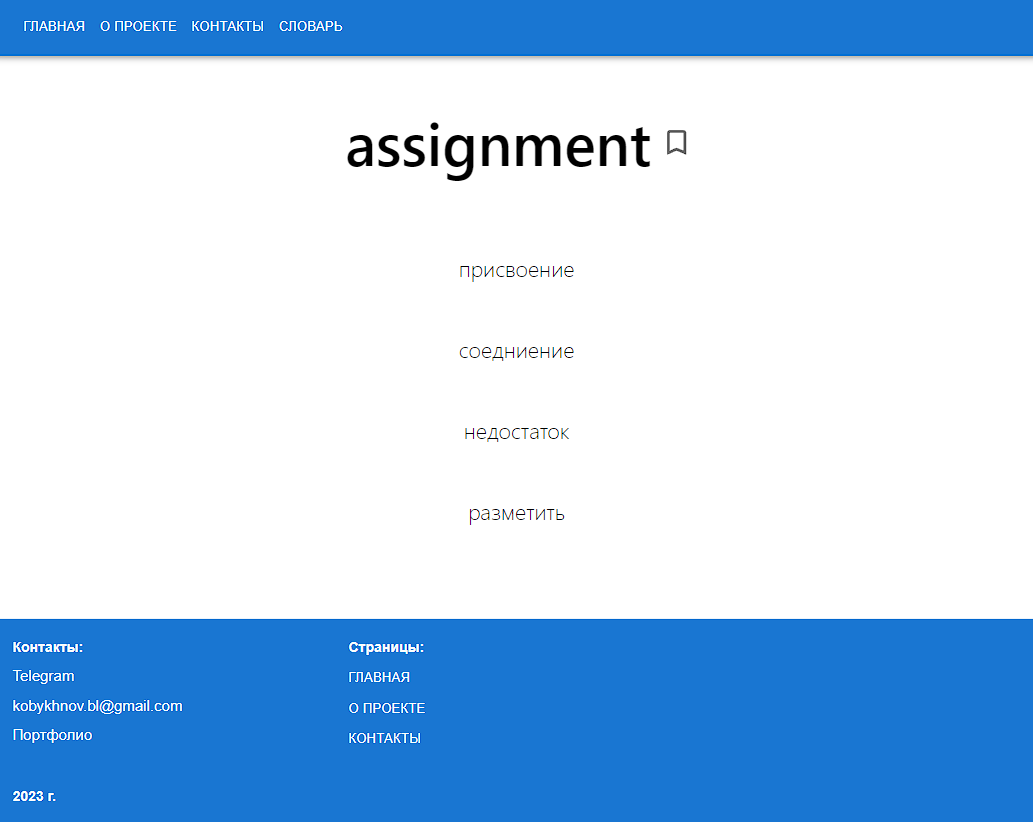 ГЛАВНАЯ О ПРОЕКТЕ КОНТАКТЫ СЛОВАРЬ
assignment
присвоение
соедниение
недостаток
разметить
Контакты:
Telegram
kobykhnov.bl@gmail.com
Портфолио
Страницы:
ГЛАВНАЯ
О ПРОЕКТЕ
КОНТАКТЫ
2023 г.